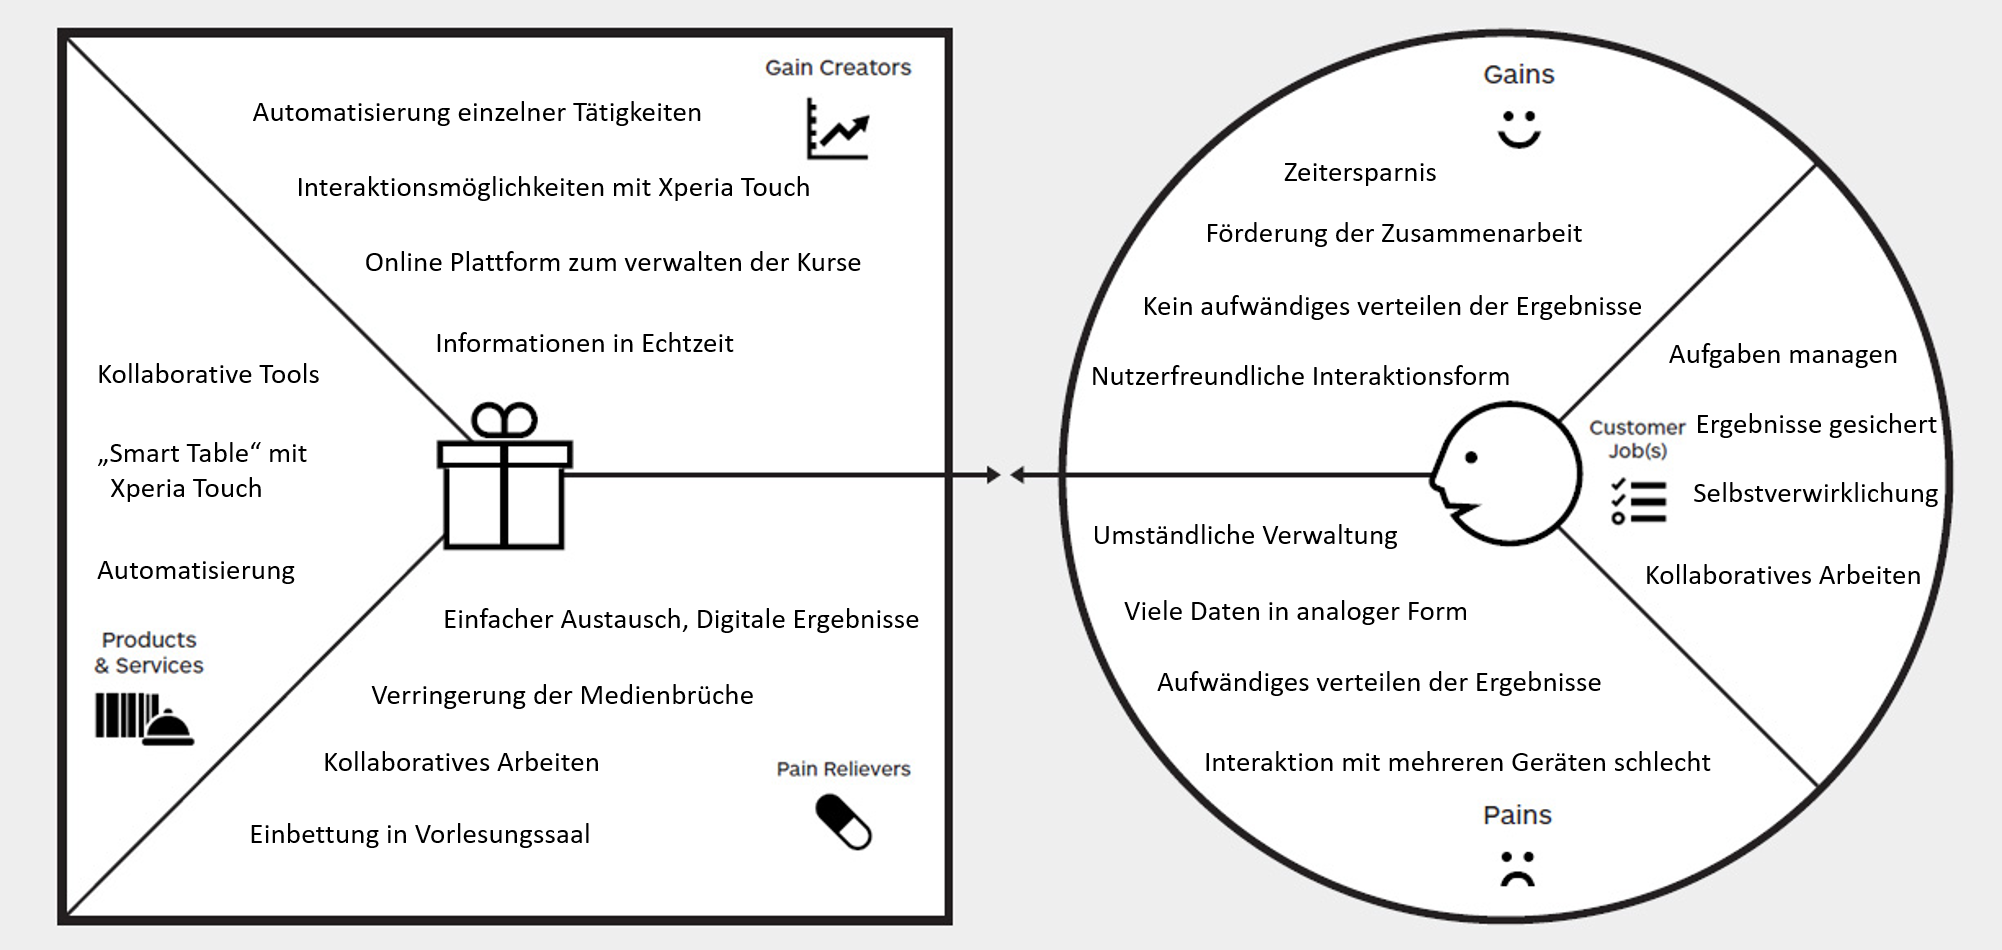 Gain Creators
Automatisierung einzelner Tätigkeiten
Interaktionsmöglichkeiten mit Xperia Touch
Online Plattform zum verwalten der Kurse
Informationen in Echtzeit
Kollaborative Tools
„Smart Table“ mit
Xperia Touch
Automatisierung
Products
& Services
Einfacher Austausch, Digitale Ergebnisse
Verringerung der Medienbrüche
Kollaboratives Arbeiten
Einbettung in Vorlesungssaal
Pain Relievers
Gains
Zeitersparnis
Förderung der Zusammenarbeit
Kein aufwändiges verteilen der Ergebnisse
Nutzerfreundliche Interaktionsform
Customer
Job(s)
Aufgaben managen
Ergebnisse gesichert
Selbstverwirklichung
Kollaboratives Arbeiten
Umständliche Verwaltung
Viele Daten in analoger Form
Aufwändiges verteilen der Ergebnisse
Interaktion mit mehreren Geräten schlecht
Pains